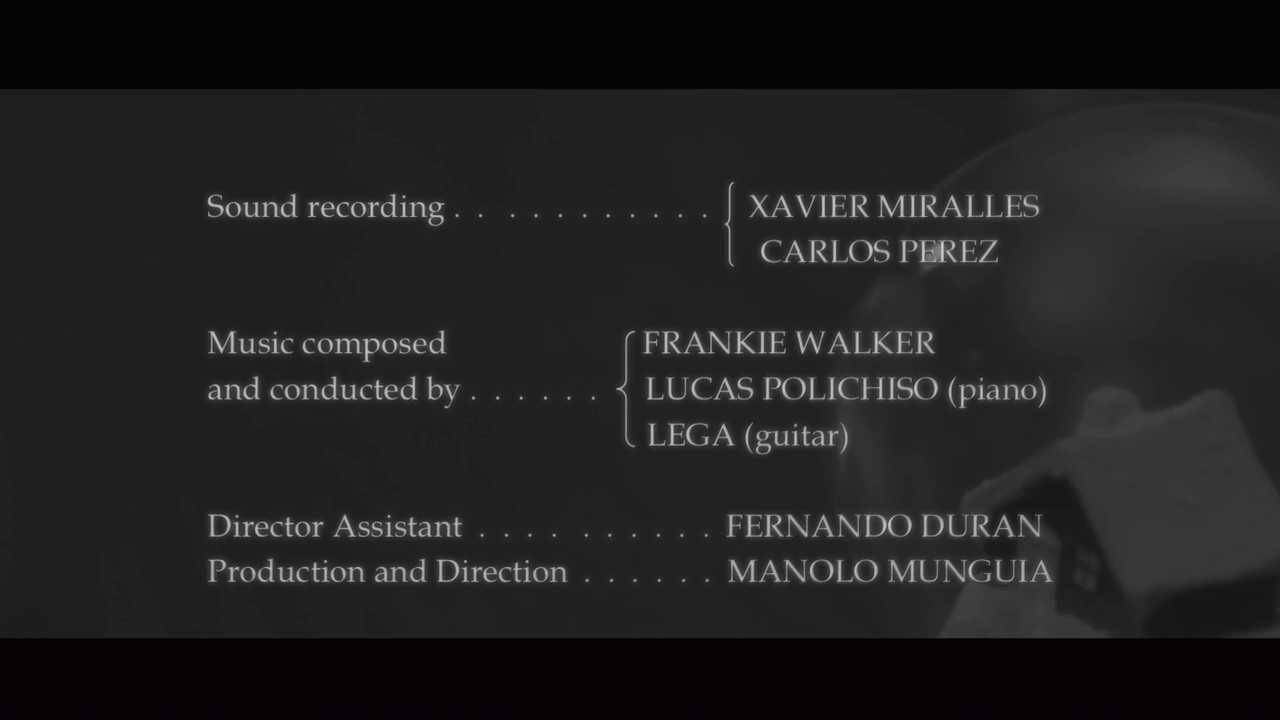 Sound recording . . . . . . . . . . . . { XAVIER MIRALLES
CARLOS PEREZ
Music composed
FRANKIE WALKER
and conducted by . . . . . . { LUCAS POLICHISO (piano)
LEGA (guitar)
Director Assistant . . . . . . . . . . FERNANDO DURAN
Production and Direction . . . . . . MANOLO MUNGUIA